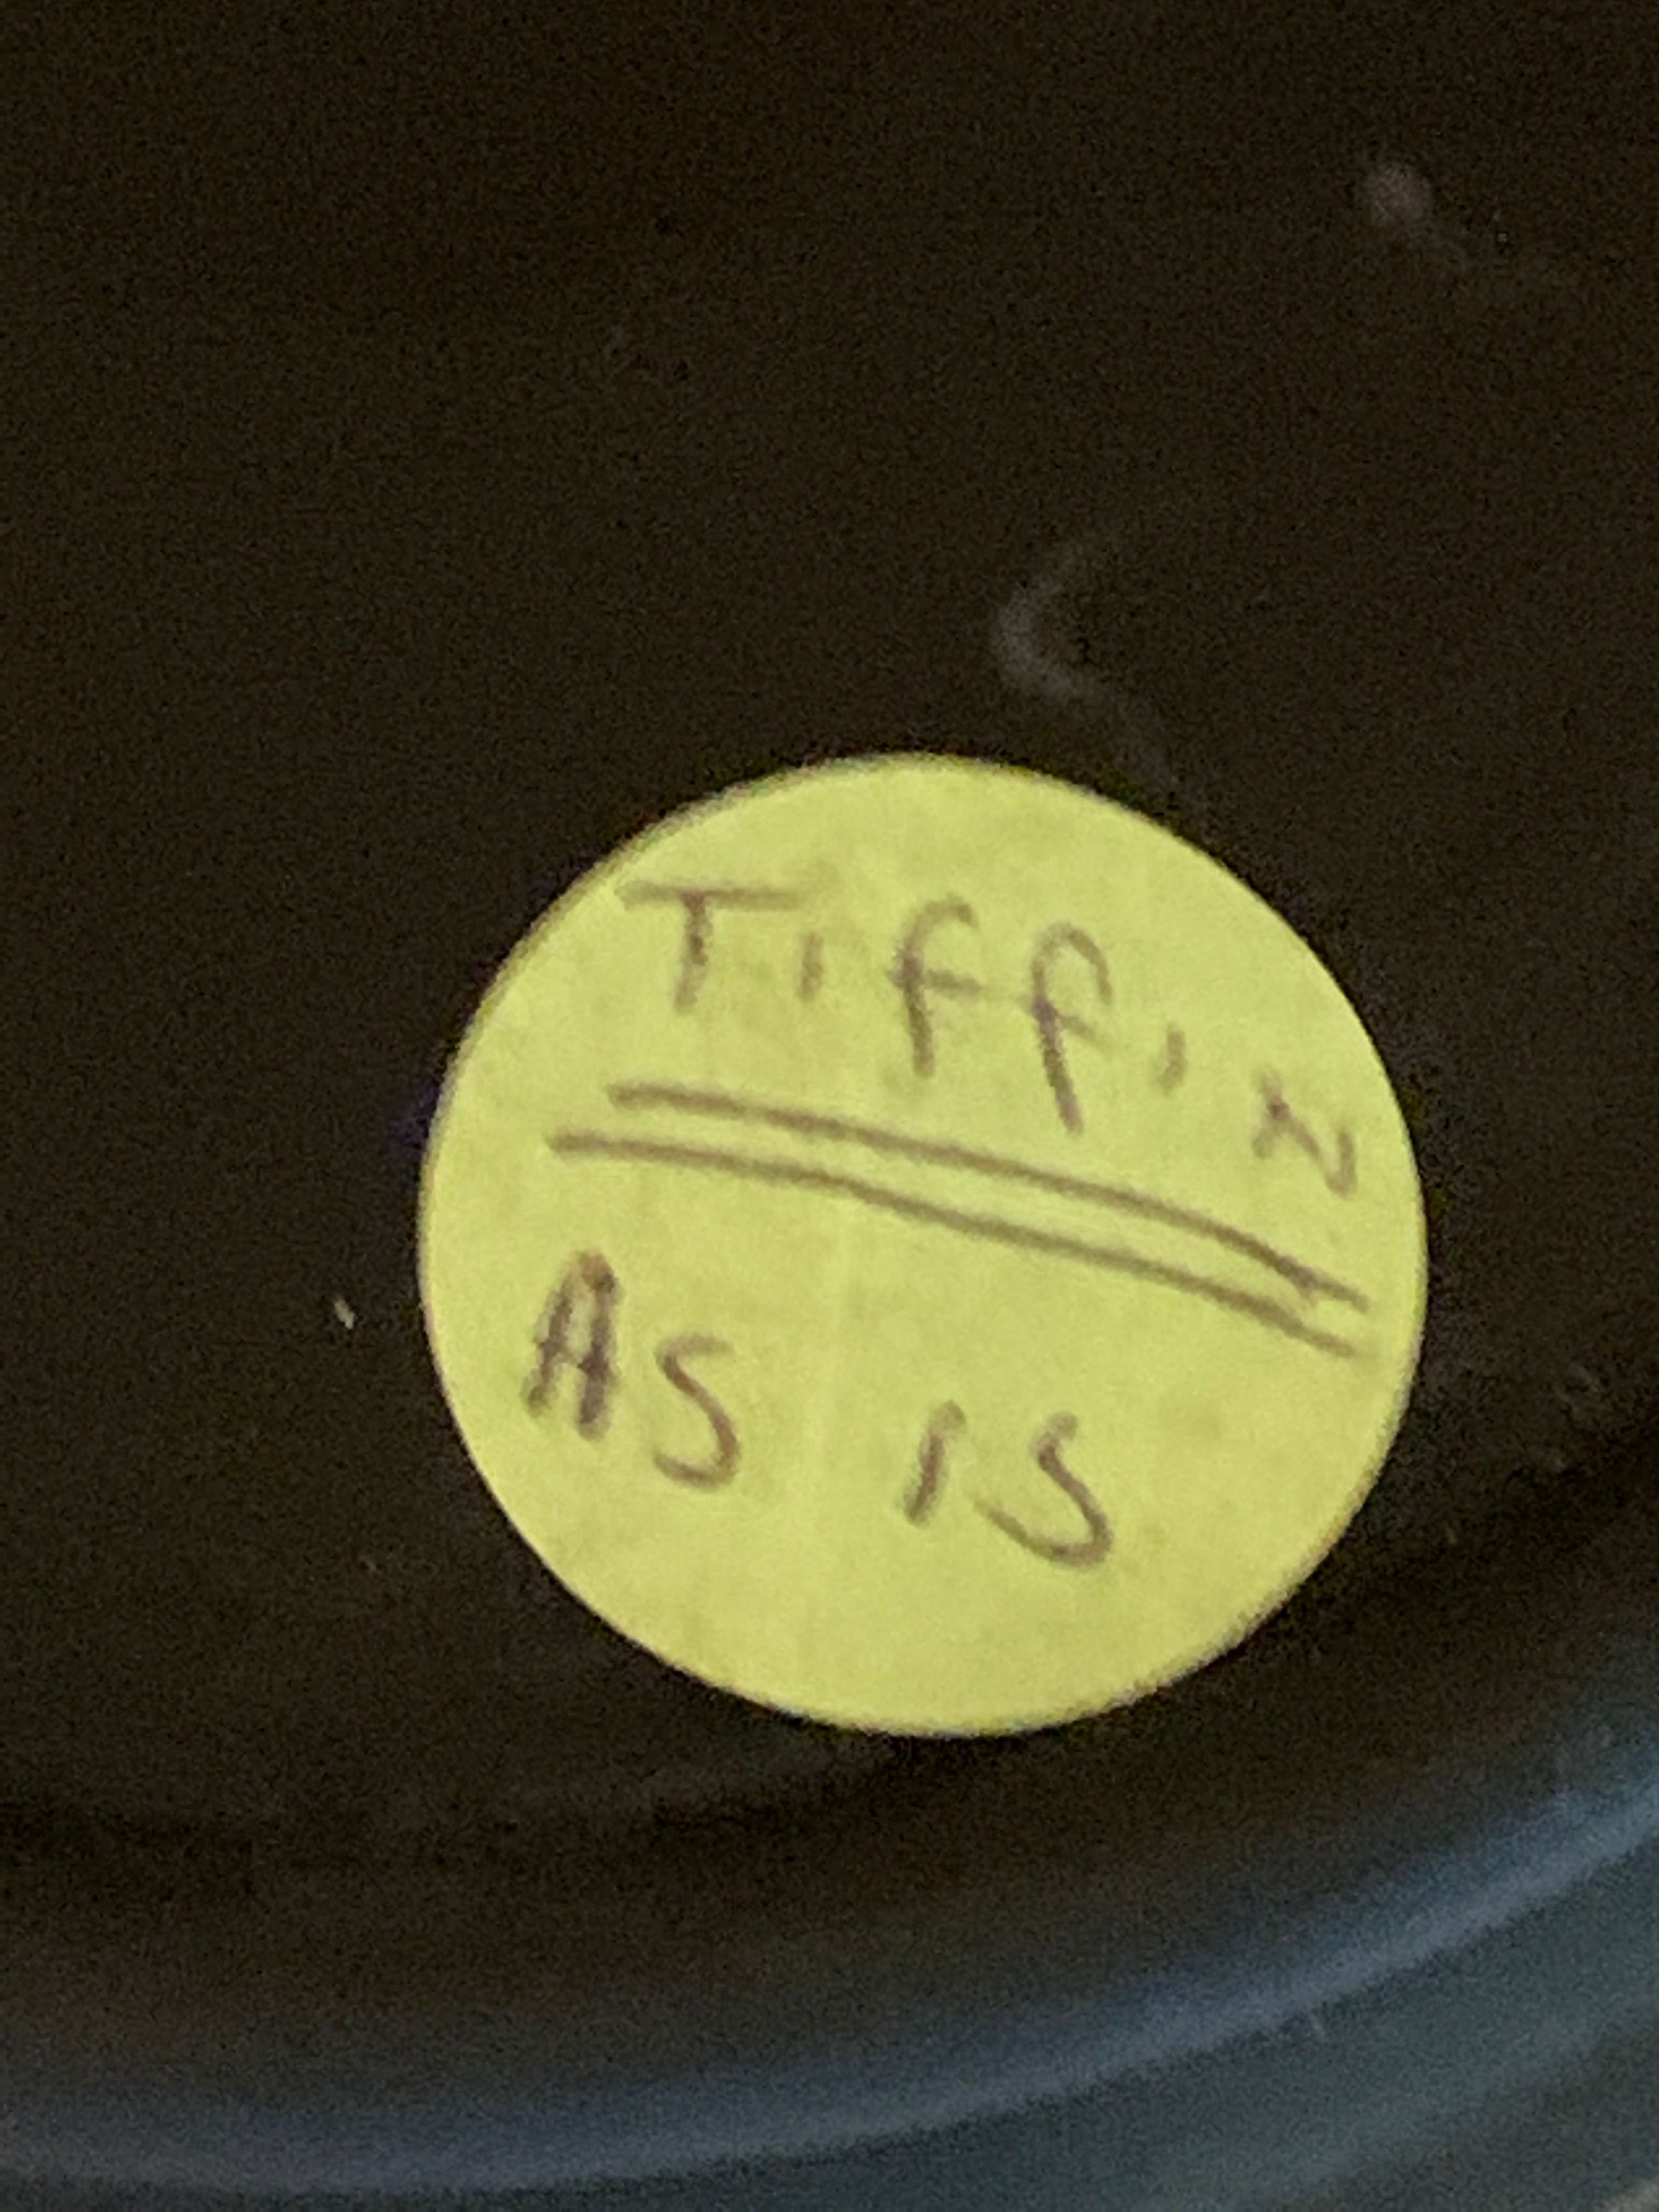 Tiffin
AS IS